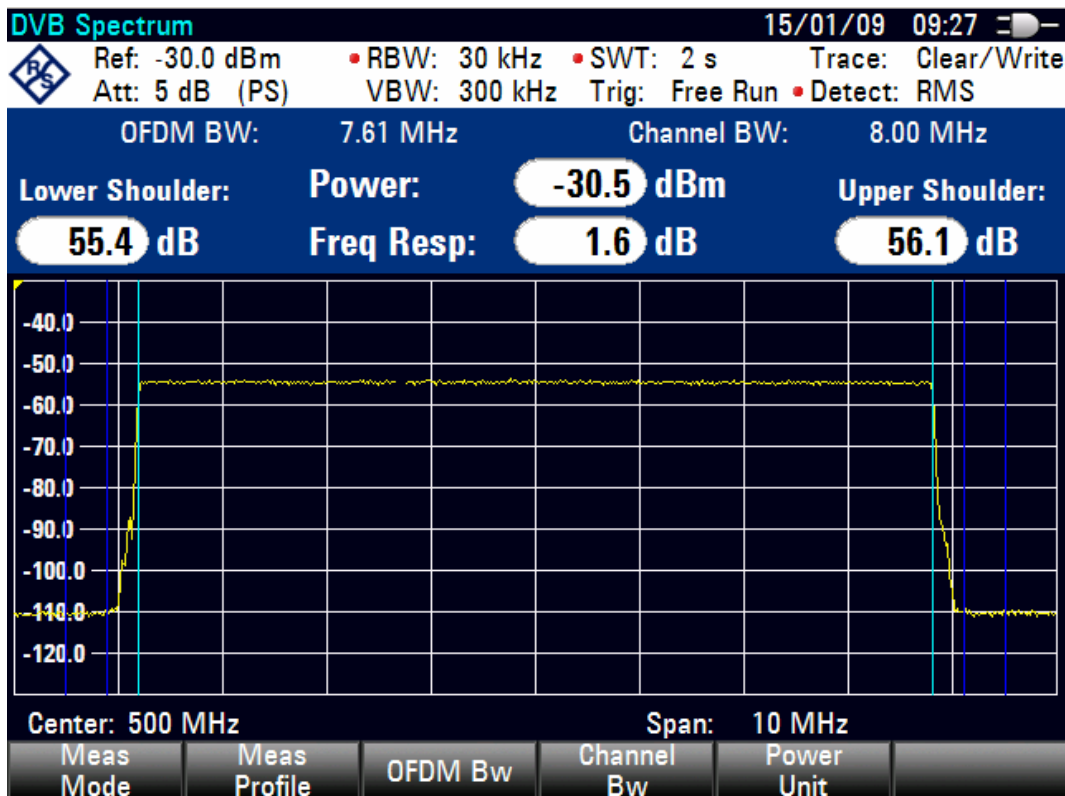 DVB Spectrum 15/01/09 09:27
R&S Ref: -30.0 dBm • RBW: 30 kHz • SWT: 2 s Trace: Clear/Write
Att: 5 dB (PS) VBW: 300 kHz Trig: Free Run • Detect: RMS
OFDM BW: 7.61 MHz Channel BW: 8.00 MHz
Lower Shoulder: Power: -30.5 dBm Upper Shoulder:
55.4 dB Freq Resp: 1.6 dB 56.1 dB
-40.0
-50.0
-60.0
-70.0
-80.0
-90.0
-100.0
-110.0
-120.0
Center: 500 MHz Span: 10 MHz
Meas Meas OFDM Bw Channel Power
Mode Profile Bw Unit